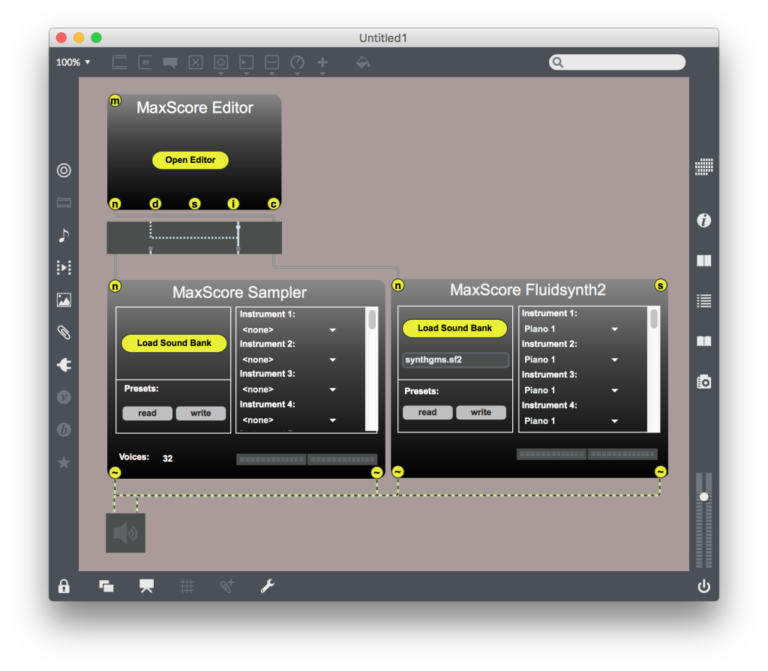 Untitled1
100%
MaxScore Editor
m
Open Editor
n d s i c
n
MaxScore Sampler
Load Sound Bank
Presets:
read write
Instrument 1:
<none>
Instrument 2:
<none>
Instrument 3:
<none>
Instrument 4:
<none>
Voices: 32
~ ~
n s
MaxScore Fluidsynth2
Load Sound Bank
synthgms.sf2
Presets:
read write
Instrument 1:
Piano 1
Instrument 2:
Piano 1
Instrument 3:
Piano 1
Instrument 4:
Piano 1
~ ~